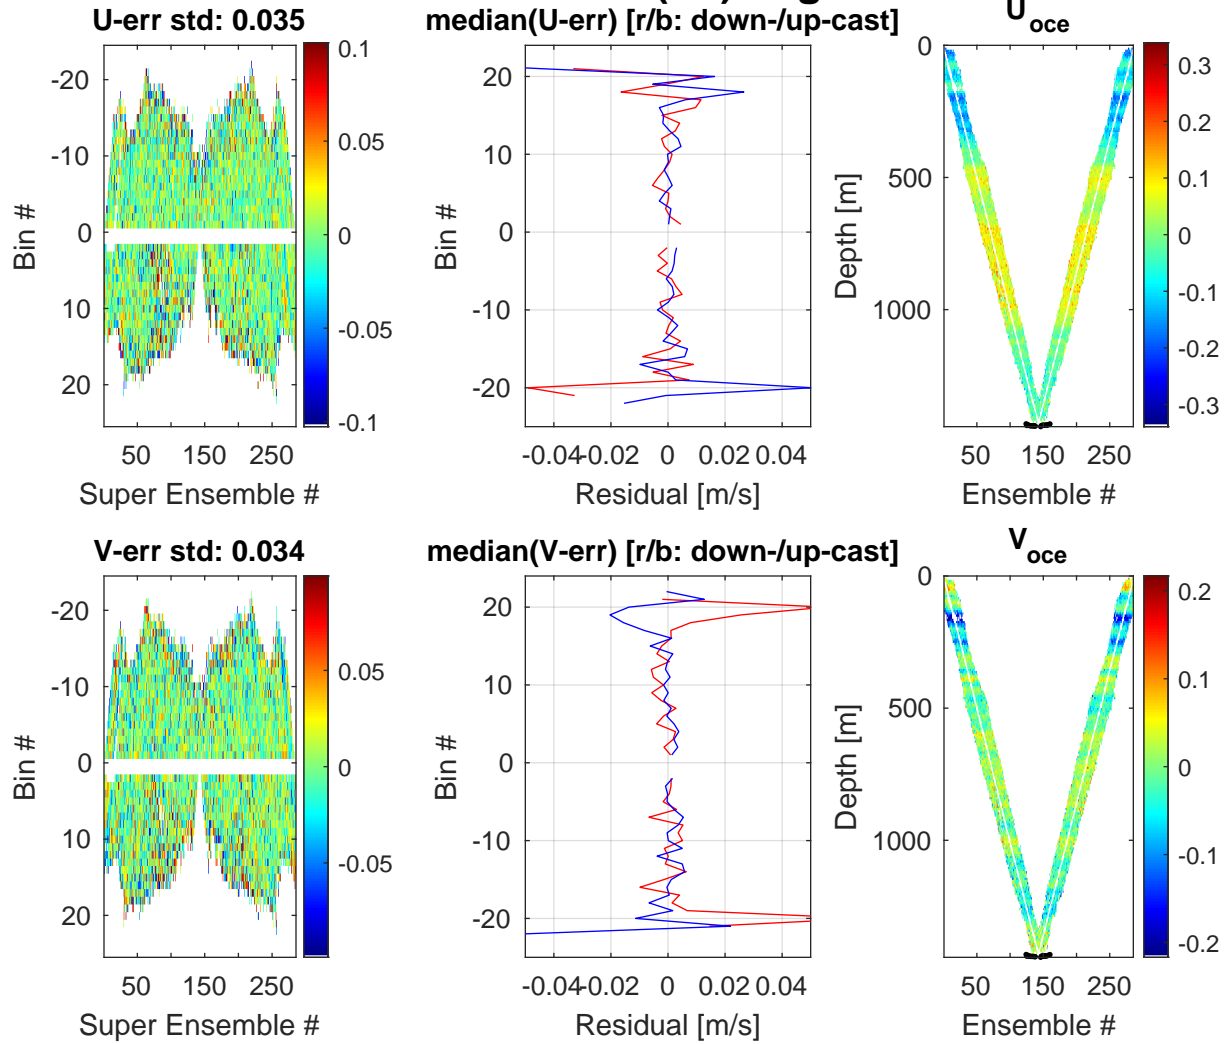 U-err std: 0.035
median(U-err) [r/b: down-/up-cast]
U_oce
-20
-10
0
10
20
Bin #
50 150 250
Super Ensemble #
0.1
0.05
0
-0.05
-0.1
20
10
0
-10
-20
Bin #
-0.04 -0.02 0 0.02 0.04
Residual [m/s]
0
500
1000
Depth [m]
50 150 250
Ensemble #
0.3
0.2
0.1
0
-0.1
-0.2
-0.3
V-err std: 0.034
median(V-err) [r/b: down-/up-cast]
V_oce
-20
-10
0
10
20
Bin #
50 150 250
Super Ensemble #
0.05
0
-0.05
20
10
0
-10
-20
Bin #
-0.04 -0.02 0 0.02 0.04
Residual [m/s]
0
500
1000
Depth [m]
50 150 250
Ensemble #
0.2
0.1
0
-0.1
-0.2